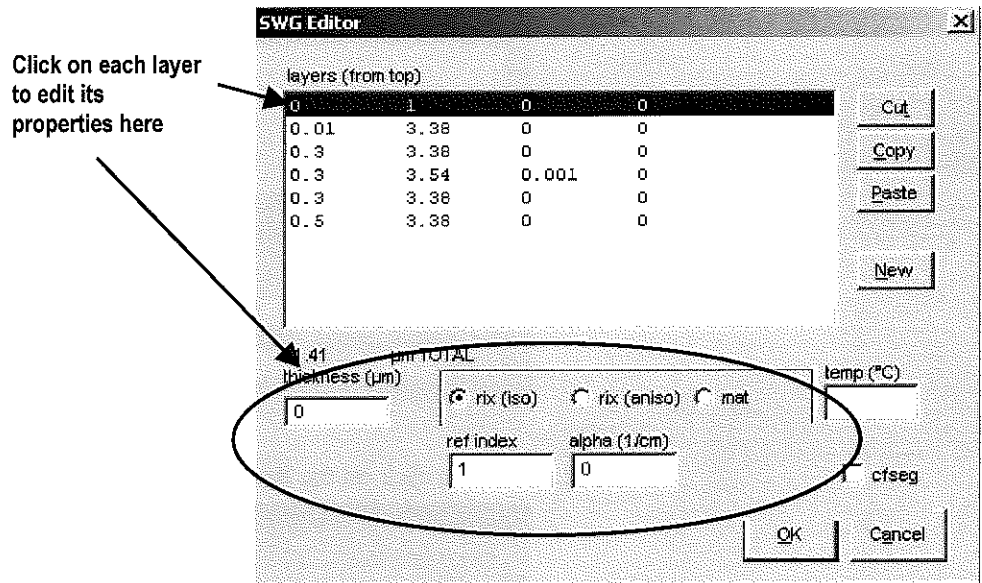 SWG Editor
Click on each layer
to edit its
properties here
layers (from top)
0 1 0 0
0.01 3.38 0 0
0.3 3.38 0 0
0.3 3.54 0.001 0
0.3 3.38 0 0
0.5 3.38 0 0
Cut
Copy
Paste
New
41 µm TOTAL
thickness (µm)
0
rix (iso) rix (aniso) mat
temp (°C)
ref index alpha (1/cm)
1 0
cfseg
OK Cancel